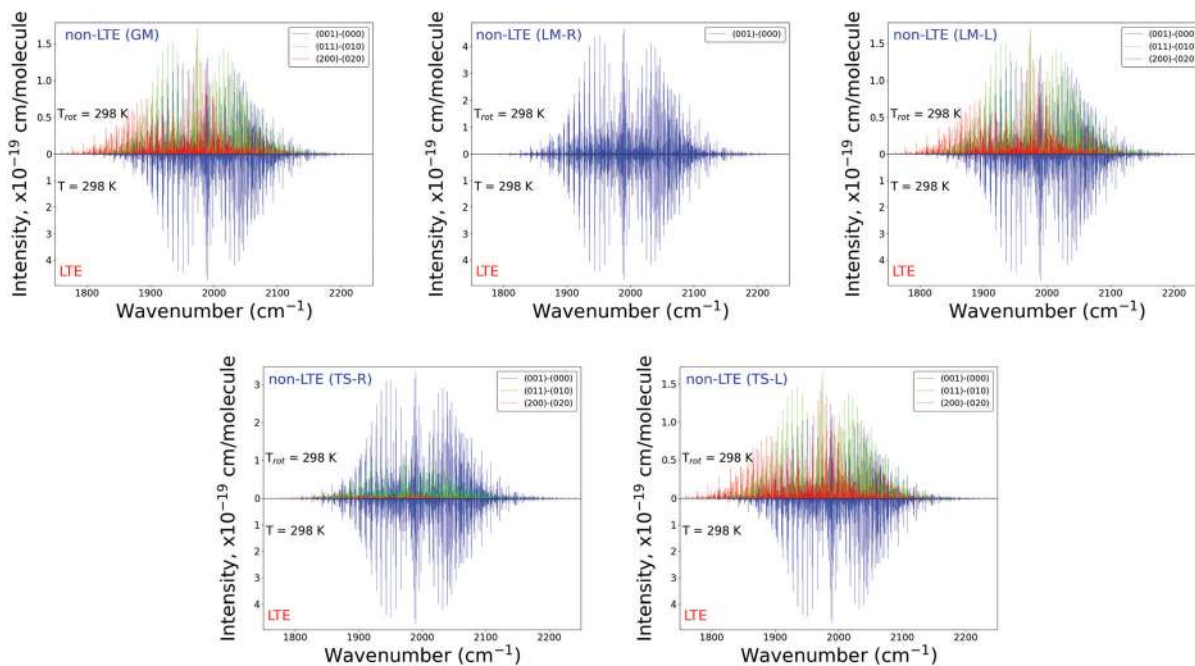 non-LTE (GM)
(001)-(000)
(011)-(010)
(200)-(020)
T_rot = 298 K
T = 298 K
LTE
Intensity, x10^−19 cm/molecule
1.5
1.0
0.5
0
1
2
3
4
1800 1900 2000 2100 2200
Wavenumber (cm^−1)
non-LTE (LM-R)
(001)-(000)
T_rot = 298 K
T = 298 K
LTE
Intensity, x10^−19 cm/molecule
4
3
2
1
0
1
2
3
4
1800 1900 2000 2100 2200
Wavenumber (cm^−1)
non-LTE (LM-L)
(001)-(000)
(011)-(010)
(200)-(020)
T_rot = 298 K
T = 298 K
LTE
Intensity, x10^−19 cm/molecule
1.5
1.0
0.5
0
1
2
3
4
1800 1900 2000 2100 2200
Wavenumber (cm^−1)
non-LTE (TS-R)
(001)-(000)
(011)-(010)
(200)-(020)
T_rot = 298 K
T = 298 K
LTE
Intensity, x10^−19 cm/molecule
3
2
1
0
1
2
3
4
1800 1900 2000 2100 2200
Wavenumber (cm^−1)
non-LTE (TS-L)
(001)-(000)
(011)-(010)
(200)-(020)
T_rot = 298 K
T = 298 K
LTE
Intensity, x10^−19 cm/molecule
1.5
1.0
0.5
0
1
2
3
4
1800 1900 2000 2100 2200
Wavenumber (cm^−1)